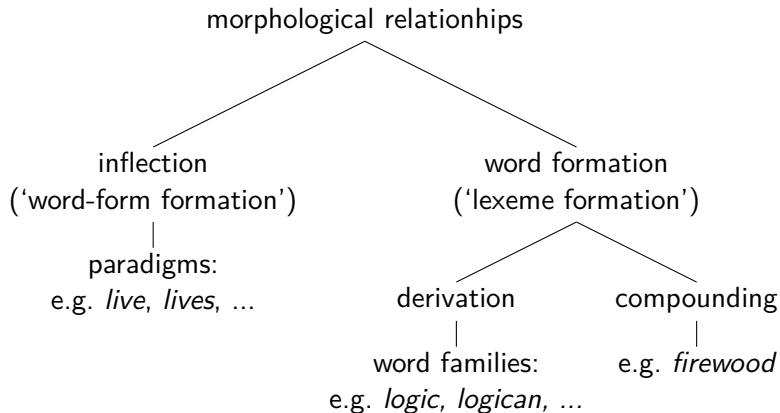 morphological relationships
inflection
(‘word-form formation’)
word formation
(‘lexeme formation’)
paradigms:
e.g. live, lives, ...
derivation
compounding
word families:
e.g. logic, logican, ...
e.g. firewood